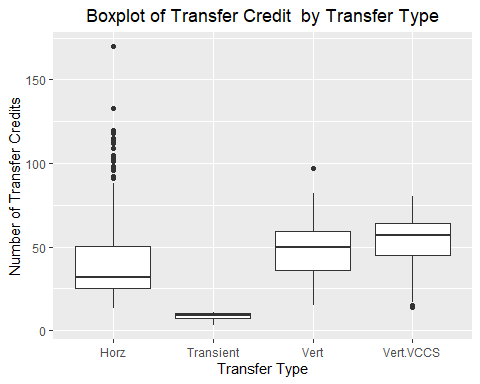 Boxplot of Transfer Credit  by Transfer Type
Number of Transfer Credits
150
100
50
0
Horz Transient Vert Vert.VCCS
Transfer Type